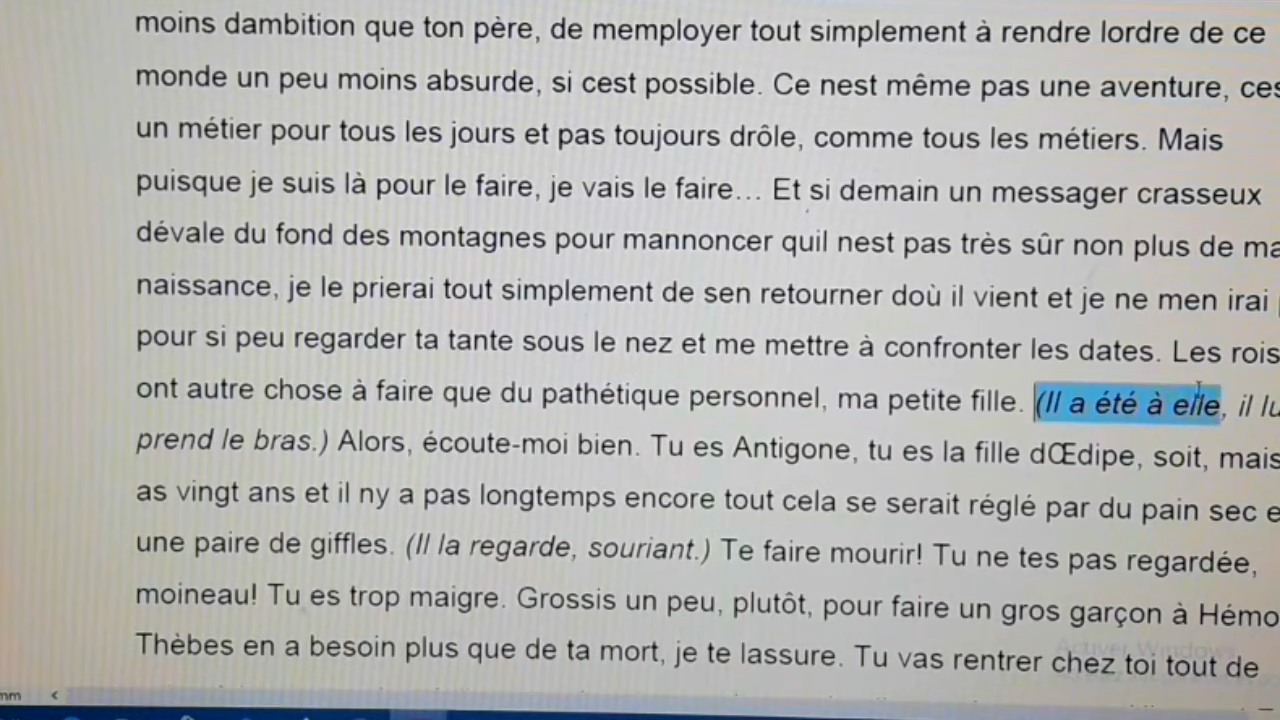 moins dambition que ton père, de memployer tout simplement à rendre lordre de ce
monde un peu moins absurde, si cest possible. Ce nest même pas une aventure, ces
un métier pour tous les jours et pas toujours drôle, comme tous les métiers. Mais
puisque je suis là pour le faire, je vais le faire… Et si demain un messager crasseux
dévale du fond des montagnes pour mannoncer quil nest pas très sûr non plus de ma
naissance, je le prierai tout simplement de sen retourner doù il vient et je ne men irai
pour si peu regarder ta tante sous le nez et me mettre à confronter les dates. Les rois
ont autre chose à faire que du pathétique personnel, ma petite fille. (Il a été à elle, il lu
prend le bras.) Alors, écoute-moi bien. Tu es Antigone, tu es la fille dŒdipe, soit, mais
as vingt ans et il ny a pas longtemps encore tout cela se serait réglé par du pain sec e
une paire de giffles. (Il la regarde, souriant.) Te faire mourir! Tu ne tes pas regardée,
moineau! Tu es trop maigre. Grossis un peu, plutôt, pour faire un gros garçon à Hémo
Thèbes en a besoin plus que de ta mort, je te lassure. Tu vas rentrer chez toi tout de
Activer Windows
mm <